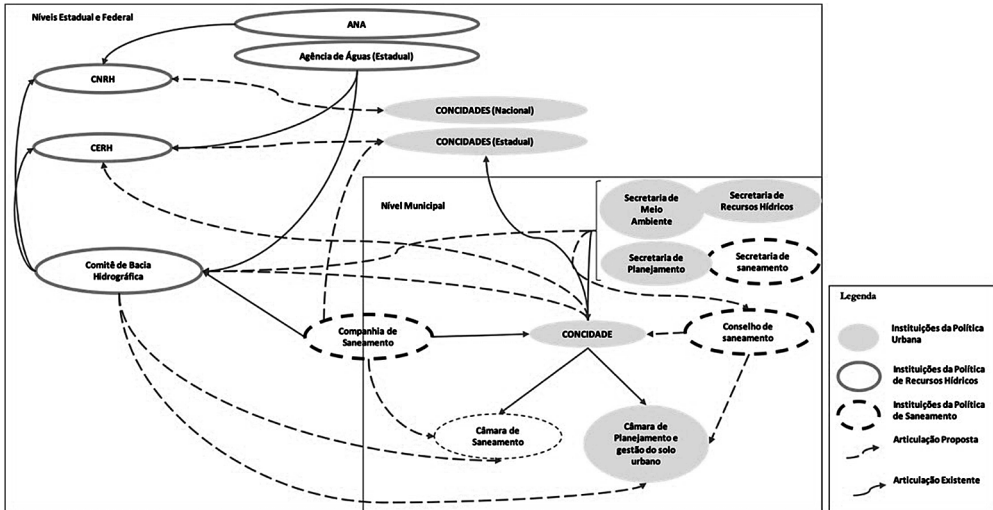 Níveis Estadual e Federal
ANA
Agência de Águas (Estadual)
CNRH
CONCIDADES (Nacional)
CERH
CONCIDADES (Estadual)
Nível Municipal
Secretaria de
Meio
Ambiente
Secretaria de
Recursos Hídricos
Secretaria
de Planejamento
Secretaria de
saneamento
Comitê de Bacia
Hidrográfica
Companhia de
Saneamento
CONCIDADE
Conselho de
saneamento
Câmara de
Saneamento
Câmara de
Planejamento e
gestão do solo
urbano
Legenda
Instituições da Política
Urbana
Instituições da Política
de Recursos Hídricos
Instituições da Política
de Saneamento
Articulação Proposta
Articulação Existente